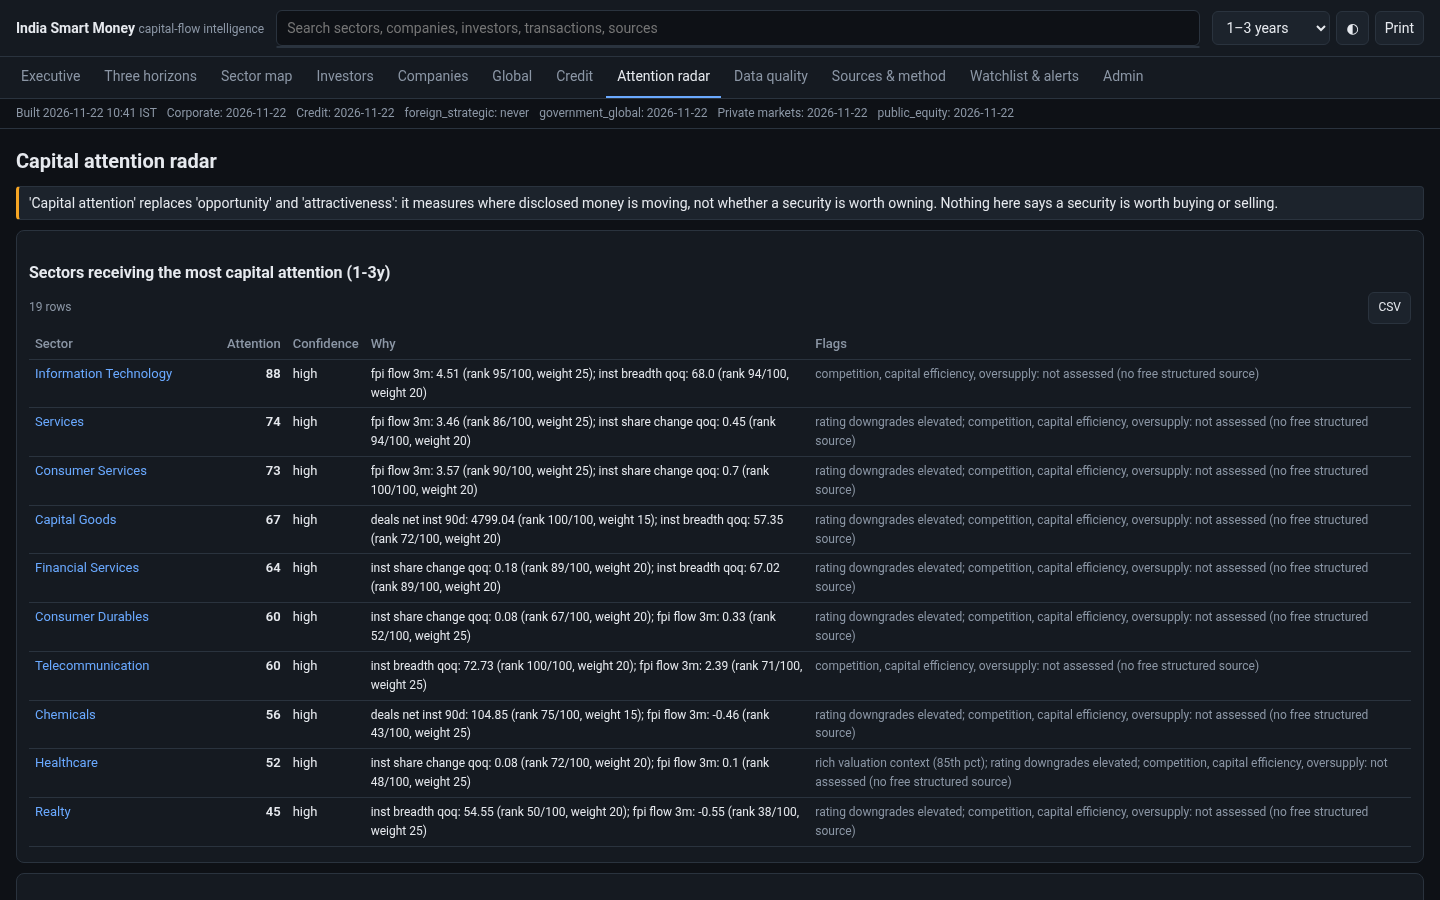 India Smart Money capital-flow intelligence
Search sectors, companies, investors, transactions, sources
1–3 years
Print
Executive Three horizons Sector map Investors Companies Global Credit Attention radar Data quality Sources & method Watchlist & alerts Admin
Built 2026-11-22 10:41 IST Corporate: 2026-11-22 Credit: 2026-11-22 foreign_strategic: never government_global: 2026-11-22 Private markets: 2026-11-22 public_equity: 2026-11-22
Capital attention radar
'Capital attention' replaces 'opportunity' and 'attractiveness': it measures where disclosed money is moving, not whether a security is worth owning. Nothing here says a security is worth buying or selling.
Sectors receiving the most capital attention (1-3y)
19 rows
CSV
Sector Attention Confidence Why Flags
Information Technology 88 high fpi flow 3m: 4.51 (rank 95/100, weight 25); inst breadth qoq: 68.0 (rank 94/100, competition, capital efficiency, oversupply: not assessed (no free structured source)
weight 20)
Services 74 high fpi flow 3m: 3.46 (rank 86/100, weight 25); inst share change qoq: 0.45 (rank rating downgrades elevated; competition, capital efficiency, oversupply: not assessed (no free structured
94/100, weight 20) source)
Consumer Services 73 high fpi flow 3m: 3.57 (rank 90/100, weight 25); inst share change qoq: 0.7 (rank rating downgrades elevated; competition, capital efficiency, oversupply: not assessed (no free structured
100/100, weight 20) source)
Capital Goods 67 high deals net inst 90d: 4799.04 (rank 100/100, weight 15); inst breadth qoq: 57.35 rating downgrades elevated; competition, capital efficiency, oversupply: not assessed (no free structured
(rank 72/100, weight 20) source)
Financial Services 64 high inst share change qoq: 0.18 (rank 89/100, weight 20); inst breadth qoq: 67.02 rating downgrades elevated; competition, capital efficiency, oversupply: not assessed (no free structured
(rank 89/100, weight 20) source)
Consumer Durables 60 high inst share change qoq: 0.08 (rank 67/100, weight 20); fpi flow 3m: 0.33 (rank rating downgrades elevated; competition, capital efficiency, oversupply: not assessed (no free structured
52/100, weight 25) source)
Telecommunication 60 high inst breadth qoq: 72.73 (rank 100/100, weight 20); fpi flow 3m: 2.39 (rank 71/100, competition, capital efficiency, oversupply: not assessed (no free structured source)
weight 25)
Chemicals 56 high deals net inst 90d: 104.85 (rank 75/100, weight 15); fpi flow 3m: -0.46 (rank rating downgrades elevated; competition, capital efficiency, oversupply: not assessed (no free structured
43/100, weight 25) source)
Healthcare 52 high inst share change qoq: 0.08 (rank 72/100, weight 20); fpi flow 3m: 0.1 (rank rich valuation context (85th pct); rating downgrades elevated; competition, capital efficiency, oversupply: not
48/100, weight 25) assessed (no free structured source)
Realty 45 high inst breadth qoq: 54.55 (rank 50/100, weight 20); fpi flow 3m: -0.55 (rank 38/100, rating downgrades elevated; competition, capital efficiency, oversupply: not assessed (no free structured
weight 25) source)